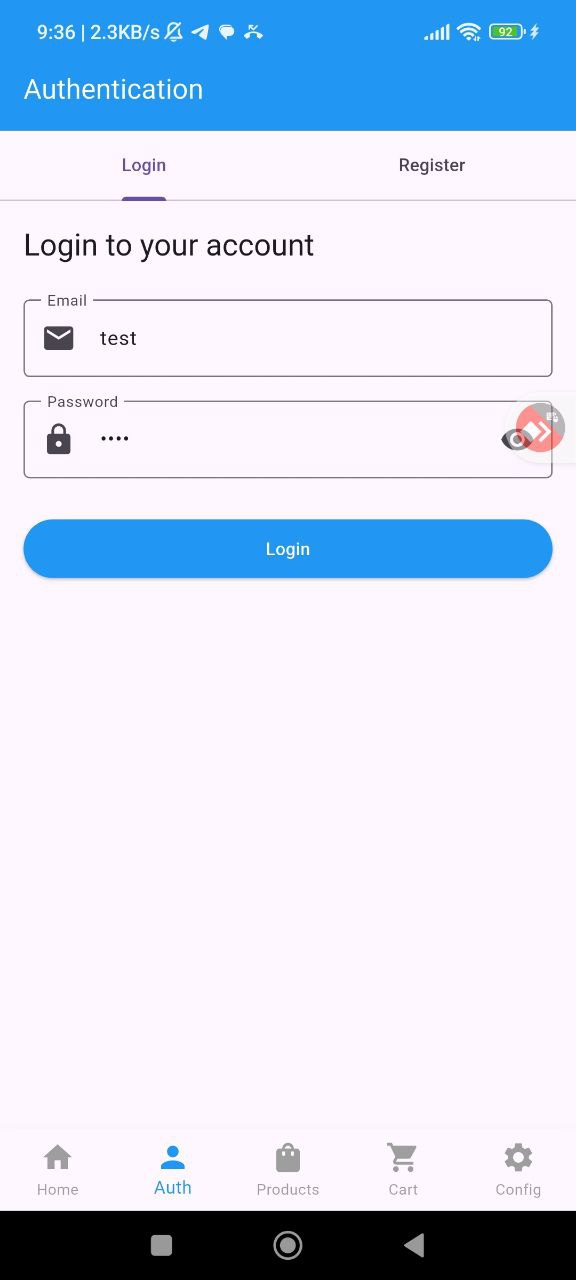 9:36 | 2.3KB/s
92
Authentication
Login Register
Login to your account
Email
test
Password
••••
Login
Home Auth Products Cart Config